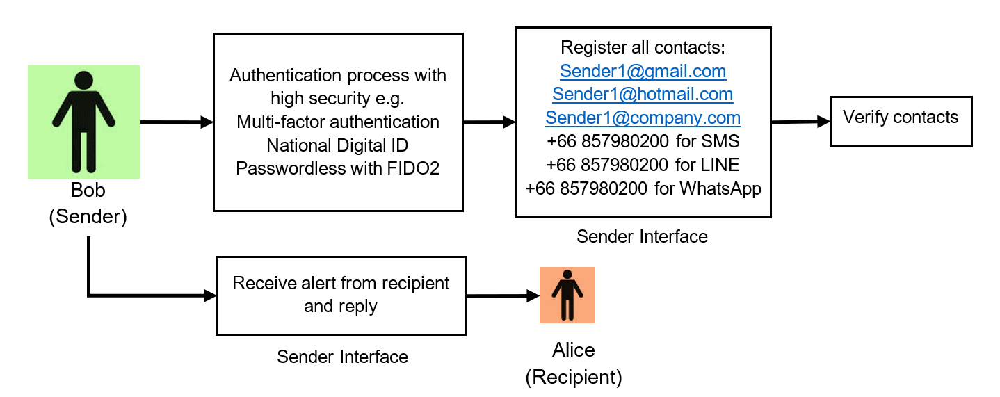 Authentication process with
high security e.g.
Multi-factor authentication
National Digital ID
Passwordless with FIDO2
Register all contacts:
Sender1@gmail.com
Sender1@hotmail.com
Sender1@company.com
+66 857980200 for SMS
+66 857980200 for LINE
+66 857980200 for WhatsApp
Verify contacts
Bob
(Sender)
Sender Interface
Receive alert from recipient
and reply
Sender Interface
Alice
(Recipient)